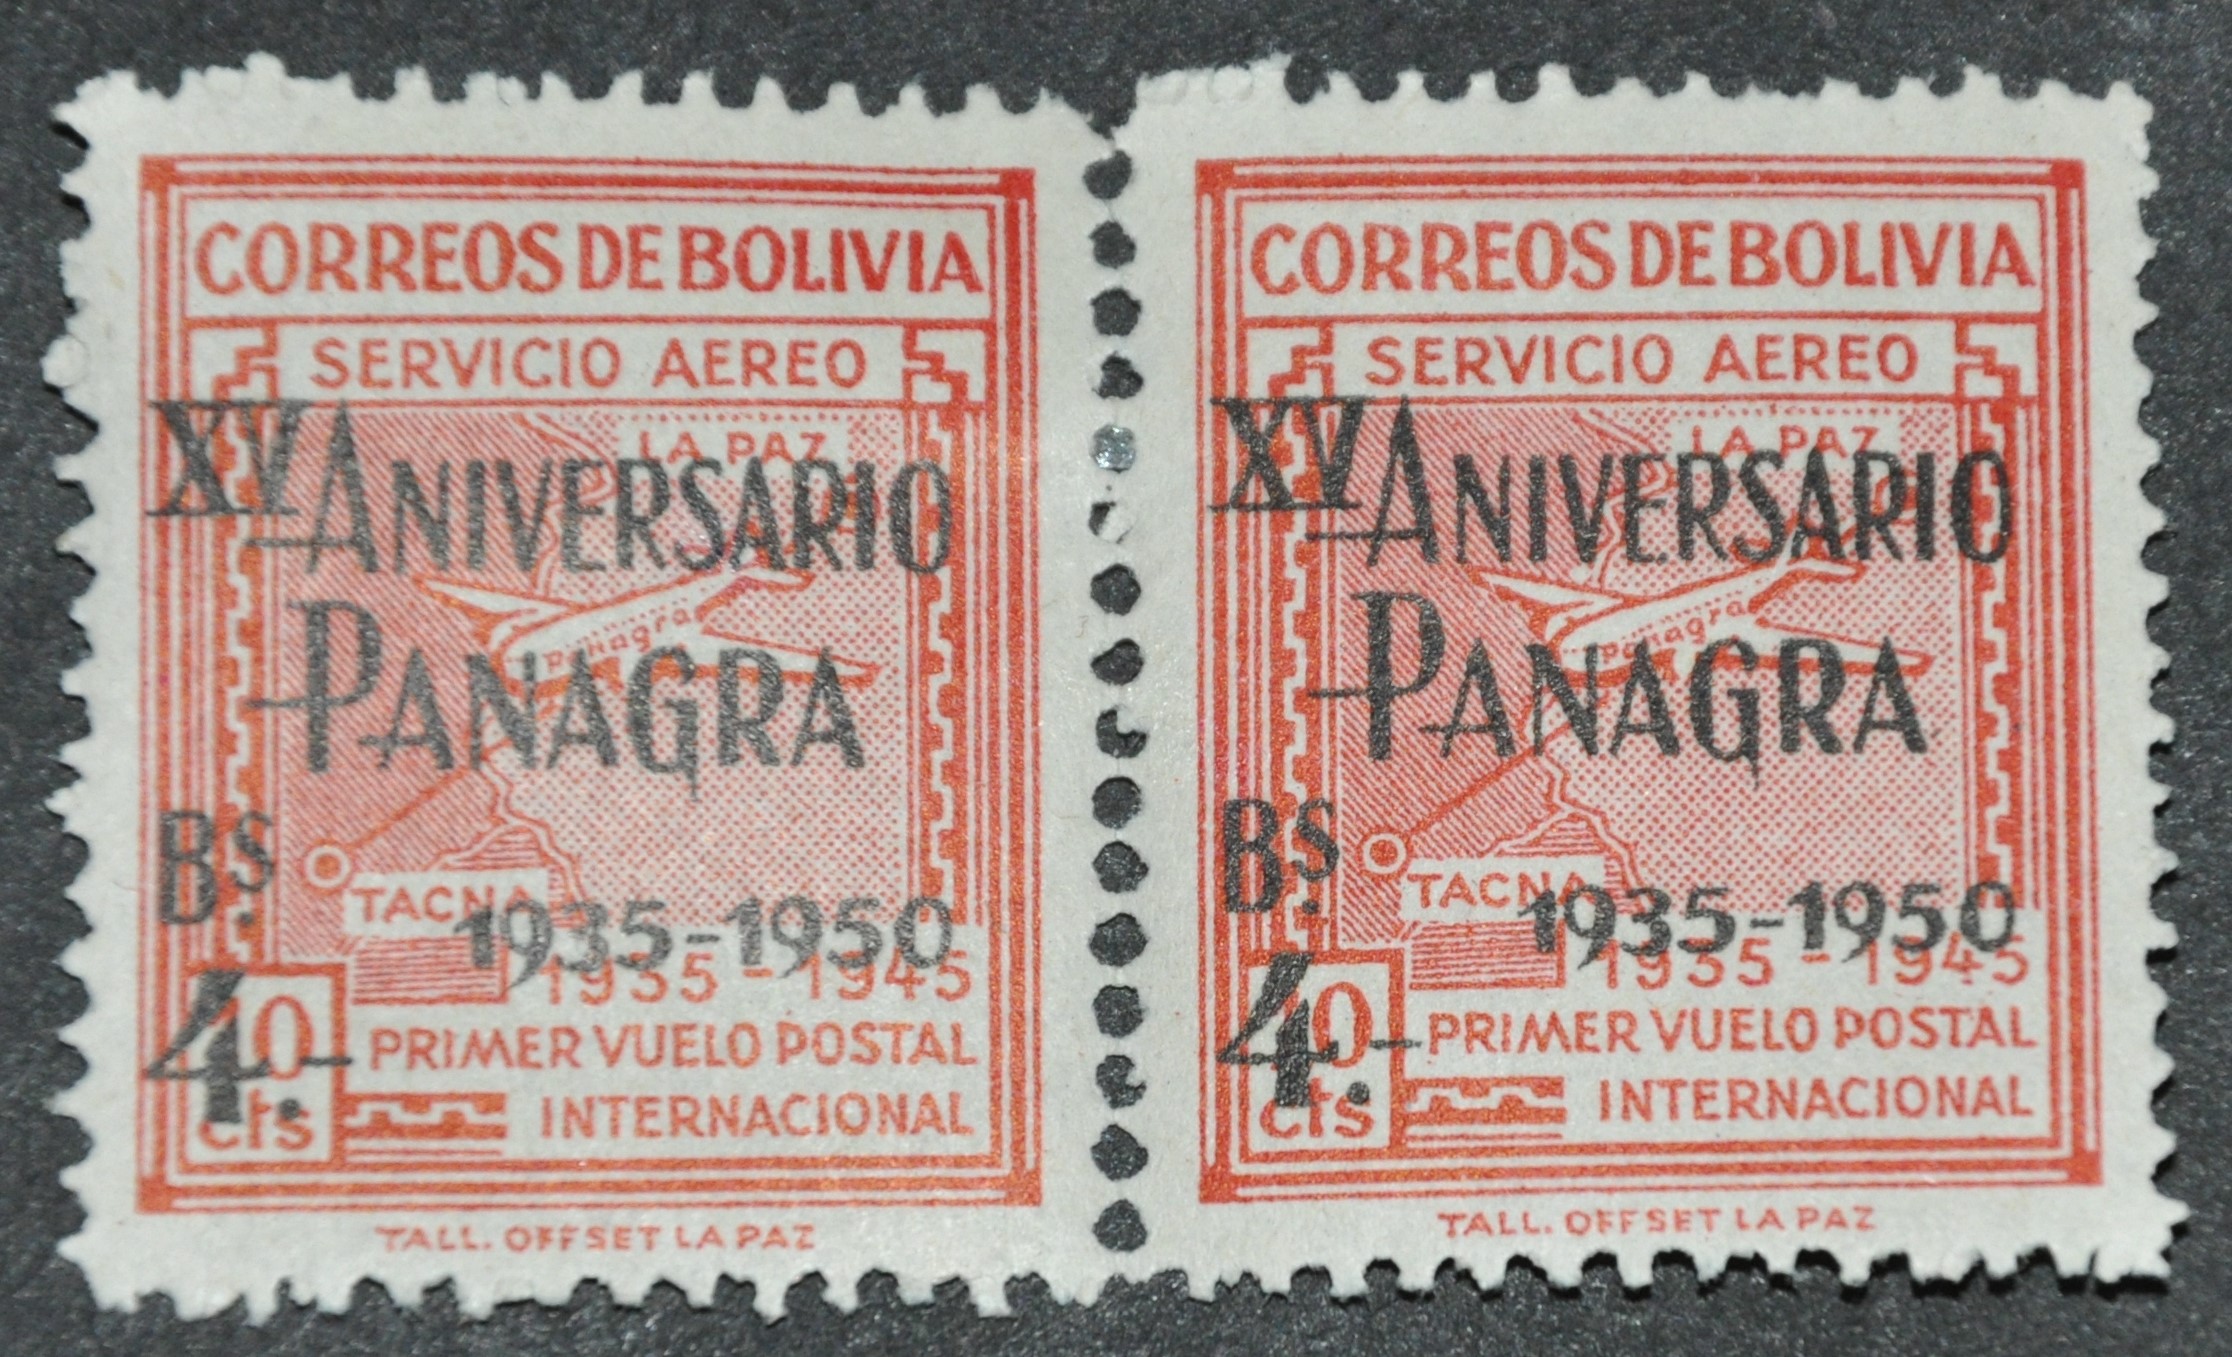 CORREOS DE BOLIVIA
SERVICIO AEREO
LA PAZ
XV ANIVERSARIO
Panagra
PANAGRA
Bs.
TACNA
1935-1950
1935-1945
4.-
10
cts
PRIMER VUELO POSTAL
INTERNACIONAL
TALL. OFFSET LA PAZ
CORREOS DE BOLIVIA
SERVICIO AEREO
LA PAZ
XV ANIVERSARIO
Panagra
PANAGRA
Bs.
TACNA
1935-1950
1935-1945
4.-
10
cts
PRIMER VUELO POSTAL
INTERNACIONAL
TALL. OFFSET LA PAZ